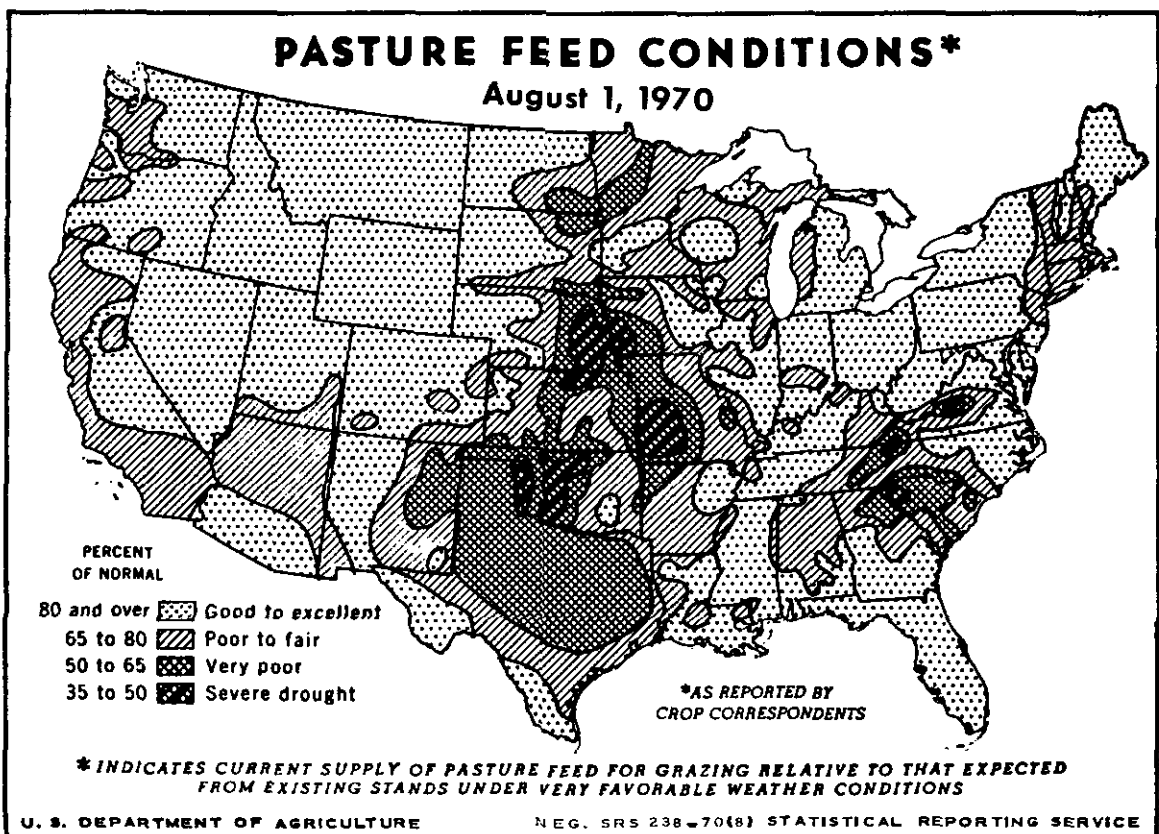 PASTURE FEED CONDITIONS*
August 1, 1970
PERCENT
OF NORMAL
80 and over Good to excellent
65 to 80 Poor to fair
50 to 65 Very poor
35 to 50 Severe drought
*AS REPORTED BY
CROP CORRESPONDENTS
*INDICATES CURRENT SUPPLY OF PASTURE FEED FOR GRAZING RELATIVE TO THAT EXPECTED
FROM EXISTING STANDS UNDER VERY FAVORABLE WEATHER CONDITIONS
U. S. DEPARTMENT OF AGRICULTURE NEG. SRS 238-70(8) STATISTICAL REPORTING SERVICE